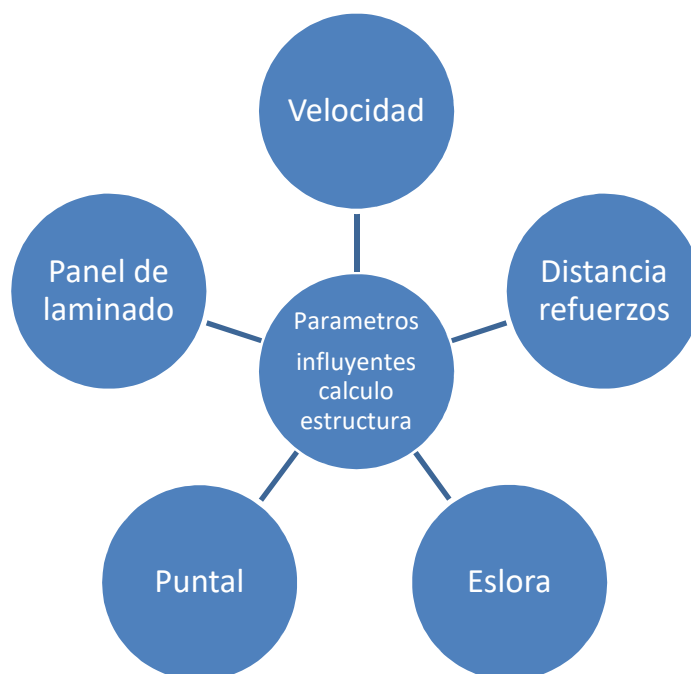 Velocidad
Panel de
laminado
Distancia
refuerzos
Parametros
influyentes
calculo
estructura
Puntal
Eslora